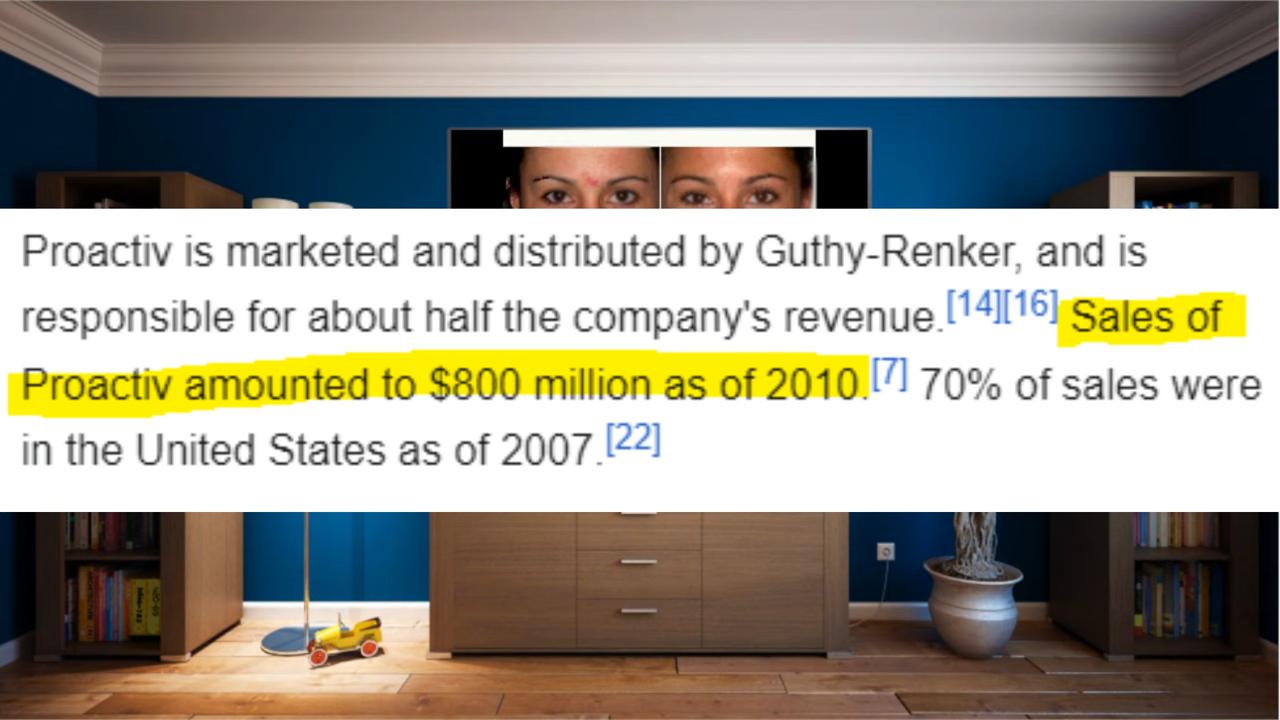 Proactiv is marketed and distributed by Guthy-Renker, and is
responsible for about half the company's revenue.[14][16] Sales of
Proactiv amounted to $800 million as of 2010.[7] 70% of sales were
in the United States as of 2007.[22]